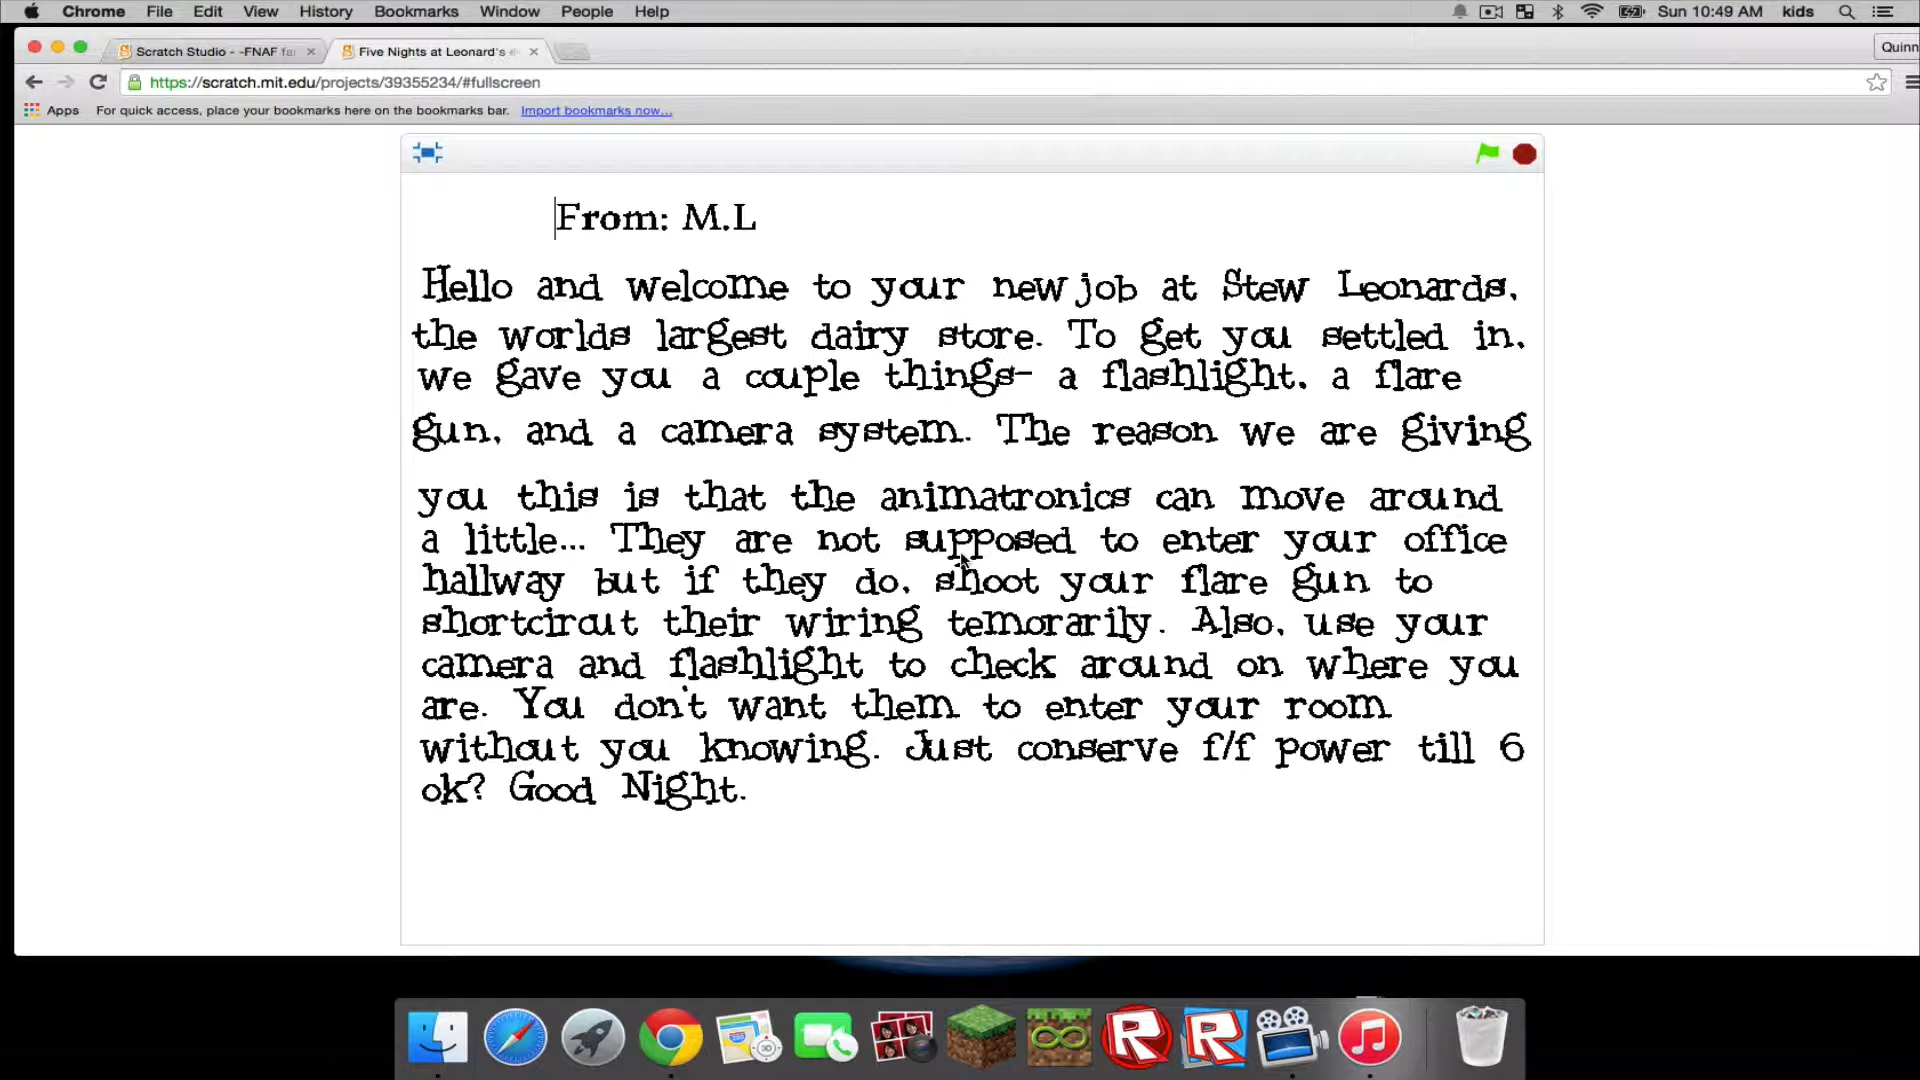 Chrome File Edit View History Bookmarks Window People Help Sun 10:49 AM kids
Scratch Studio - -FNAF fa Five Nights at Leonard's Quinn
https://scratch.mit.edu/projects/39355234/#fullscreen
Apps For quick access, place your bookmarks here on the bookmarks bar. Import bookmarks now...
From: M.L
Hello and welcome to your new job at Stew Leonards,
the worlds largest dairy store. To get you settled in,
we gave you a couple things- a flashlight, a flare
gun, and a camera system. The reason we are giving
you this is that the animatronics can move around
a little... They are not supposed to enter your office
hallway but if they do, shoot your flare gun to
shortcircut their wiring temorarily. Also, use your
camera and flashlight to check around on where you
are. You don't want them to enter your room
without you knowing. Just conserve f/f power till 6
ok? Good Night.